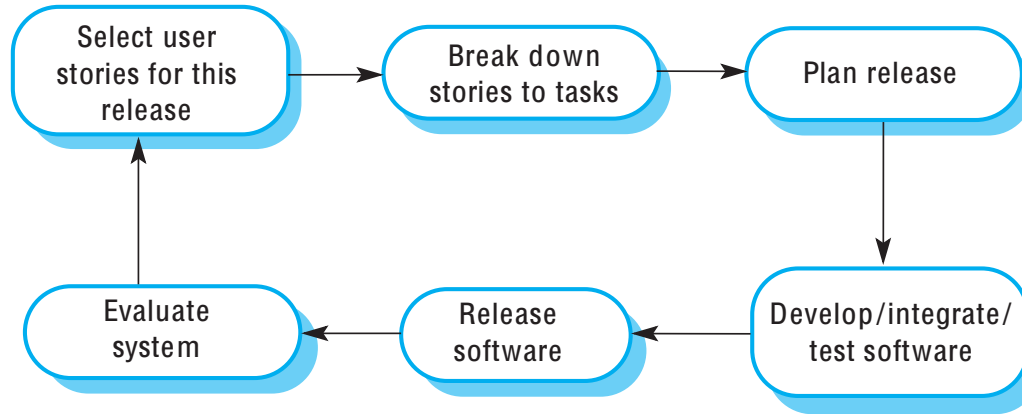 Select user
stories for this
release
Break down
stories to tasks
Plan release
Evaluate
system
Release
software
Develop/integrate/
test software